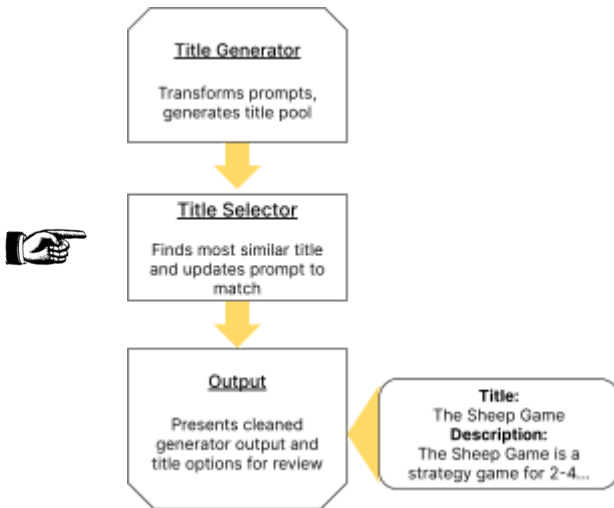 Title Generator
Transforms prompts,
generates title pool
Title Selector
Finds most similar title
and updates prompt to
match
Output
Presents cleaned
generator output and
title options for review
Title:
The Sheep Game
Description:
The Sheep Game is a
strategy game for 2-4...